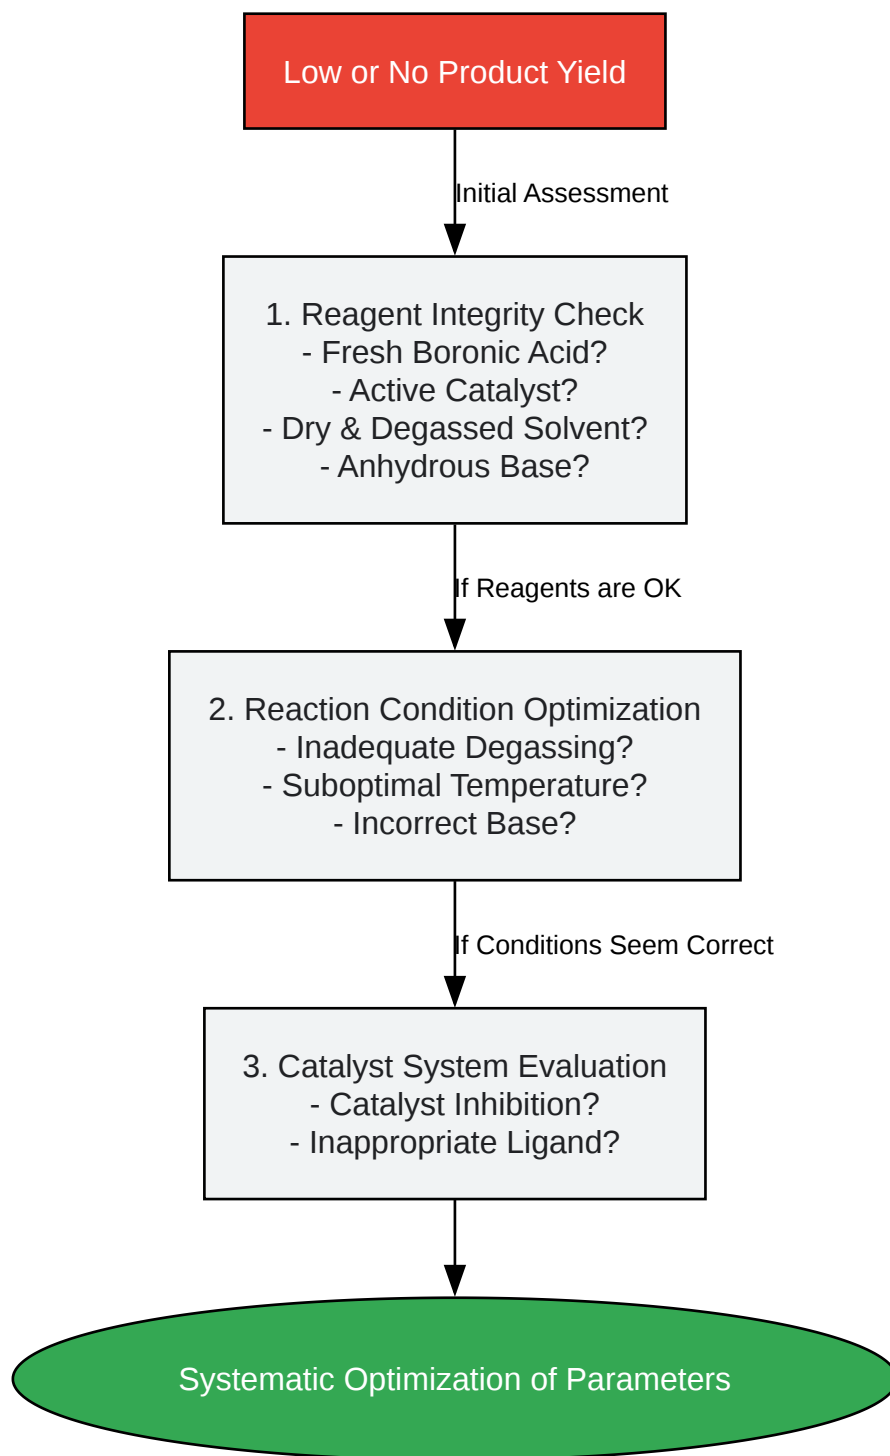 Low or No Product Yield
Initial Assessment
1. Reagent Integrity Check
- Fresh Boronic Acid?
- Active Catalyst?
- Dry & Degassed Solvent?
- Anhydrous Base?
If Reagents are OK
2. Reaction Condition Optimization
- Inadequate Degassing?
- Suboptimal Temperature?
- Incorrect Base?
If Conditions Seem Correct
3. Catalyst System Evaluation
- Catalyst Inhibition?
- Inappropriate Ligand?
Systematic Optimization of Parameters